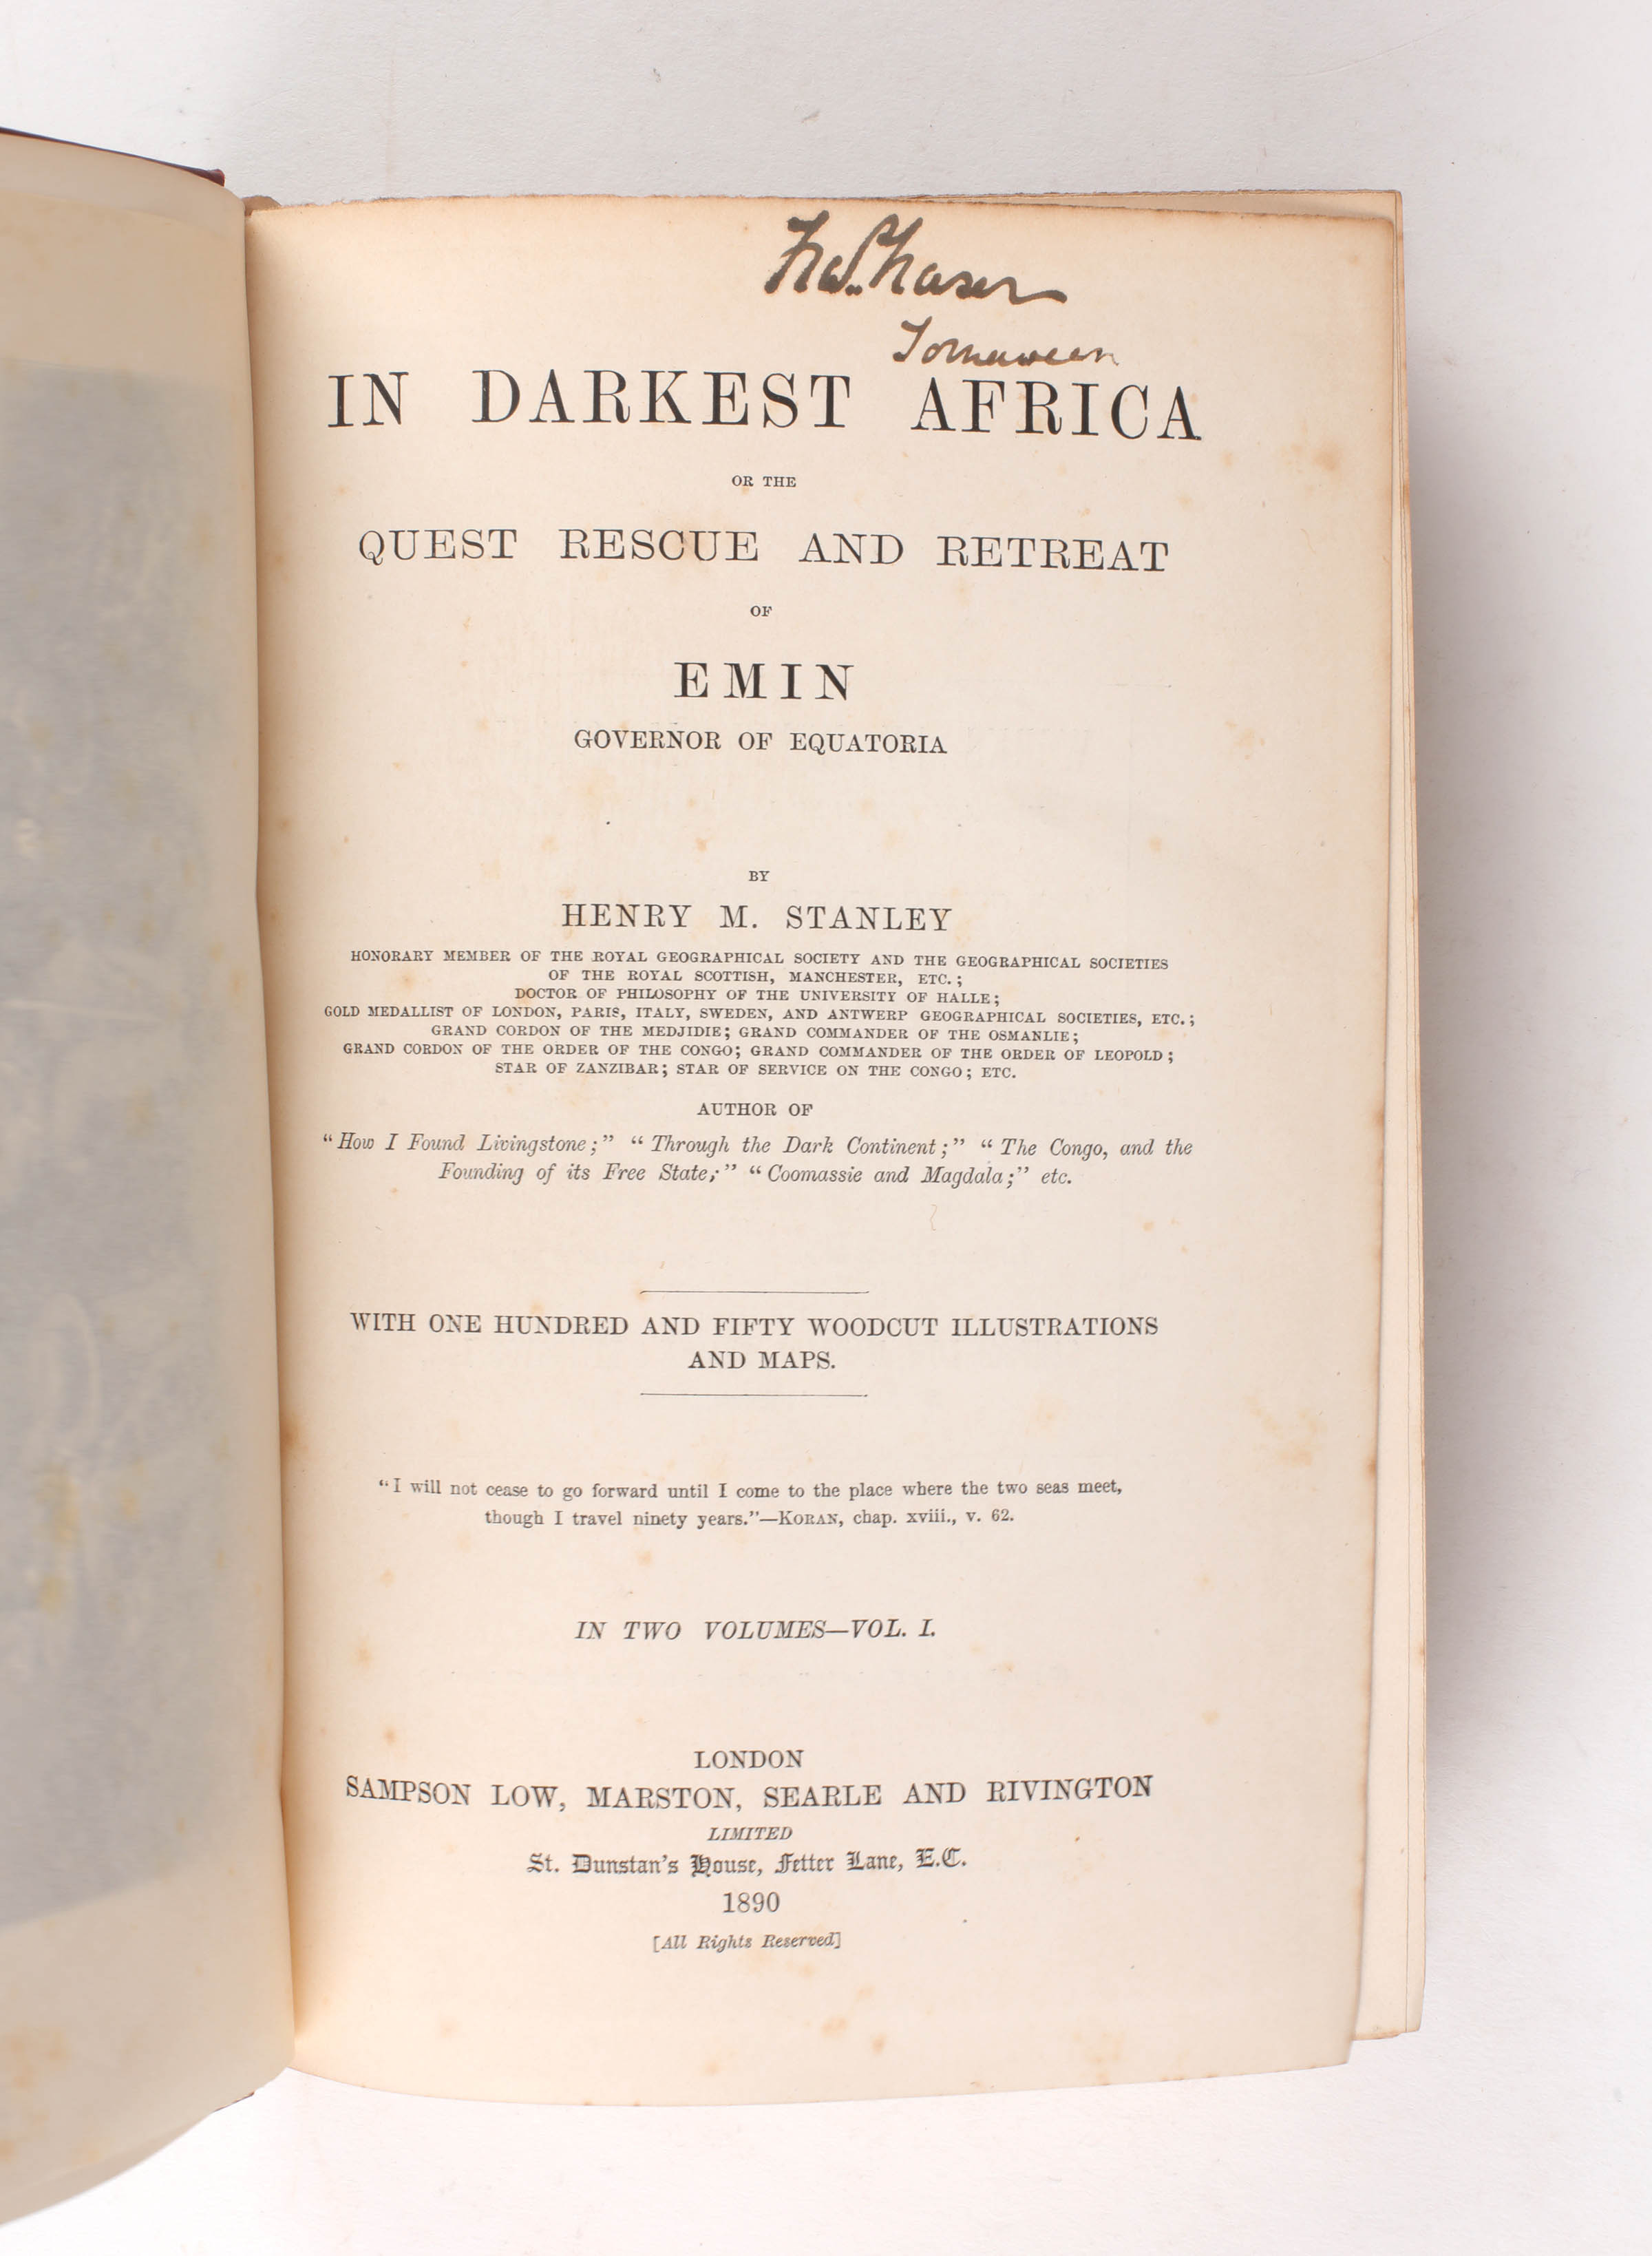 IN DARKEST AFRICA
OR THE
QUEST RESCUE AND RETREAT
OF
EMIN
GOVERNOR OF EQUATORIA
BY
HENRY M. STANLEY
HONORARY MEMBER OF THE ROYAL GEOGRAPHICAL SOCIETY AND THE GEOGRAPHICAL SOCIETIES
OF THE ROYAL SCOTTISH, MANCHESTER, ETC.;
DOCTOR OF PHILOSOPHY OF THE UNIVERSITY OF HALLE;
GOLD MEDALLIST OF LONDON, PARIS, ITALY, SWEDEN, AND ANTWERP GEOGRAPHICAL SOCIETIES, ETC.;
GRAND CORDON OF THE MEDJIDIE; GRAND COMMANDER OF THE OSMANLIE;
GRAND CORDON OF THE ORDER OF THE CONGO; GRAND COMMANDER OF THE ORDER OF LEOPOLD;
STAR OF ZANZIBAR; STAR OF SERVICE ON THE CONGO; ETC.
AUTHOR OF
“How I Found Livingstone;” “Through the Dark Continent;” “The Congo, and the
Founding of its Free State;” “Coomassie and Magdala;” etc.
WITH ONE HUNDRED AND FIFTY WOODCUT ILLUSTRATIONS
AND MAPS.
“I will not cease to go forward until I come to the place where the two seas meet,
though I travel ninety years.”—KORAN, chap. xviii., v. 62.
IN TWO VOLUMES—VOL. I.
LONDON
SAMPSON LOW, MARSTON, SEARLE AND RIVINGTON
LIMITED
St. Dunstan's House, Fetter Lane, E.C.
1890
[All Rights Reserved]